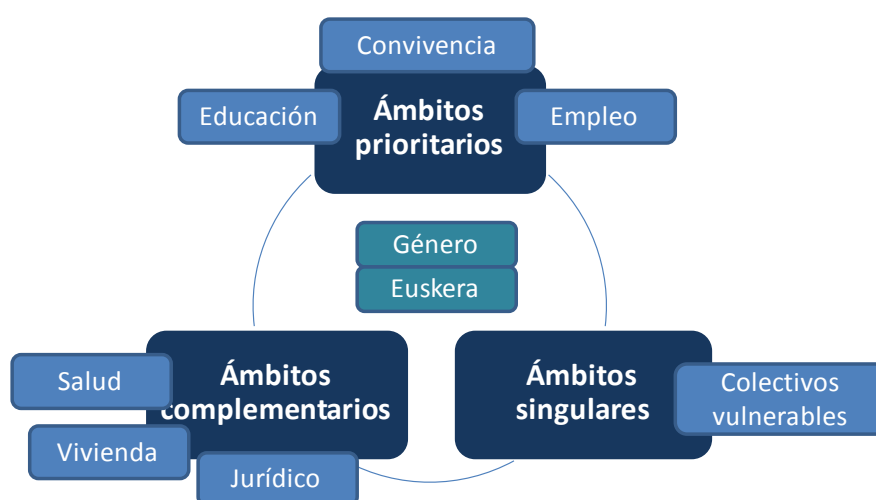 Convivencia
Educación
Ámbitos
prioritarios
Empleo
Género
Euskera
Salud
Ámbitos
complementarios
Vivienda
Jurídico
Ámbitos
singulares
Colectivos
vulnerables